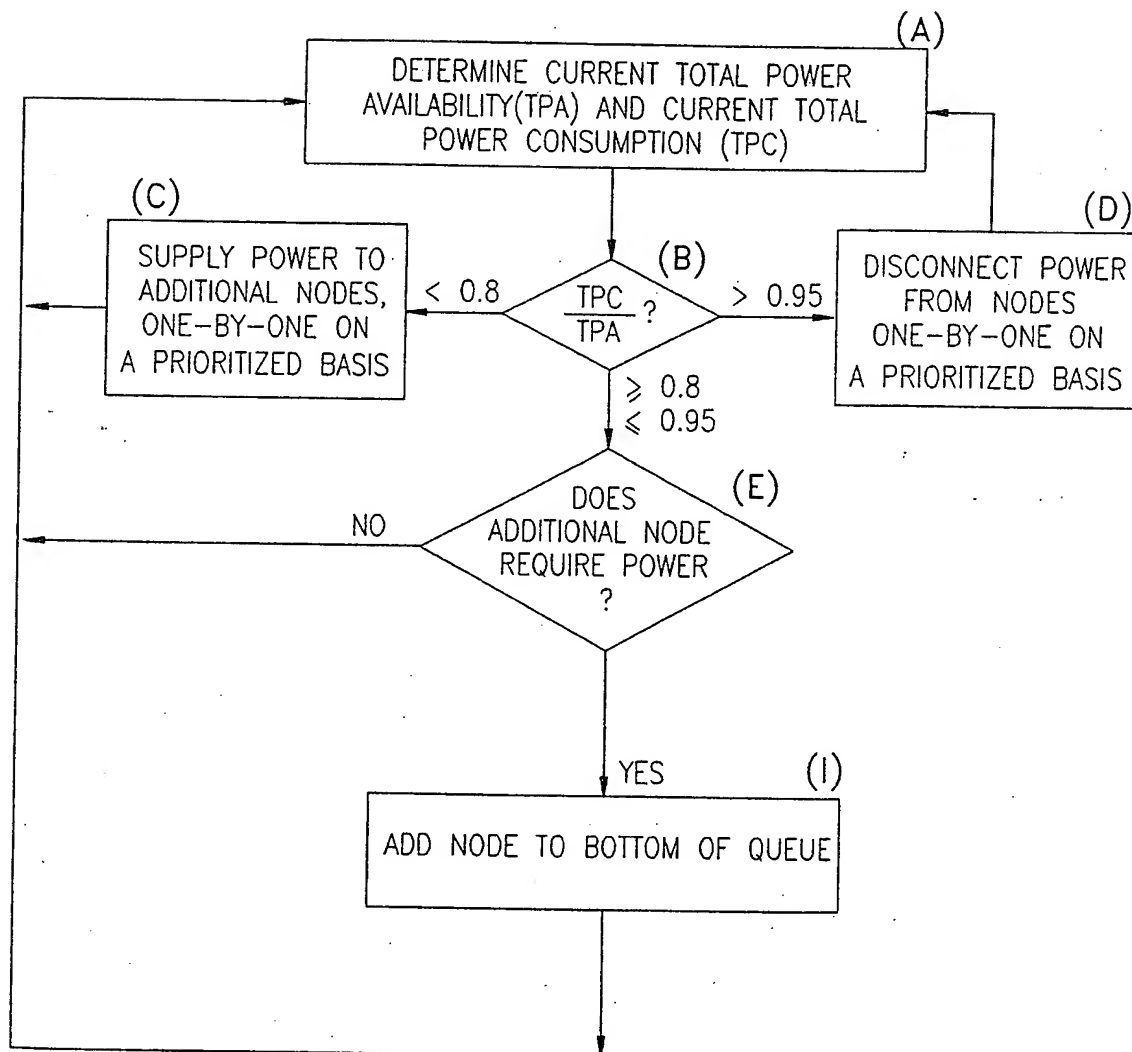 (A)
DETERMINE CURRENT TOTAL POWER
AVAILABILITY(TPA) AND CURRENT TOTAL
POWER CONSUMPTION (TPC)
(C)
SUPPLY POWER TO
ADDITIONAL NODES,
ONE-BY-ONE ON
A PRIORITIZED BASIS
< 0.8
(B)
TPC
TPA
?
> 0.95
(D)
DISCONNECT POWER
FROM NODES
ONE-BY-ONE ON
A PRIORITIZED BASIS
⩾ 0.8
⩽ 0.95
(E)
DOES
ADDITIONAL NODE
REQUIRE POWER
?
NO
YES
(I)
ADD NODE TO BOTTOM OF QUEUE